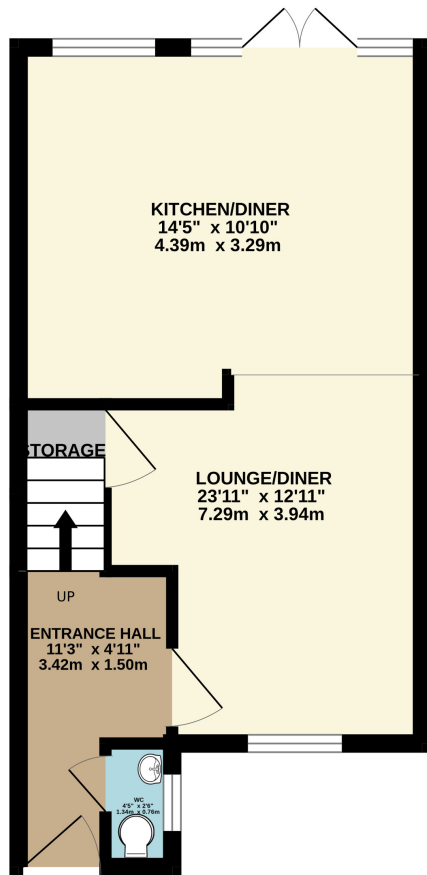 KITCHEN/DINER
14'5" x 10'10"
4.39m x 3.29m
STORAGE
LOUNGE/DINER
23'11" x 12'11"
7.29m x 3.94m
UP
ENTRANCE HALL
11'3" x 4'11"
3.42m x 1.50m
WC
4'5" x 2'6"
1.34m x 0.76m